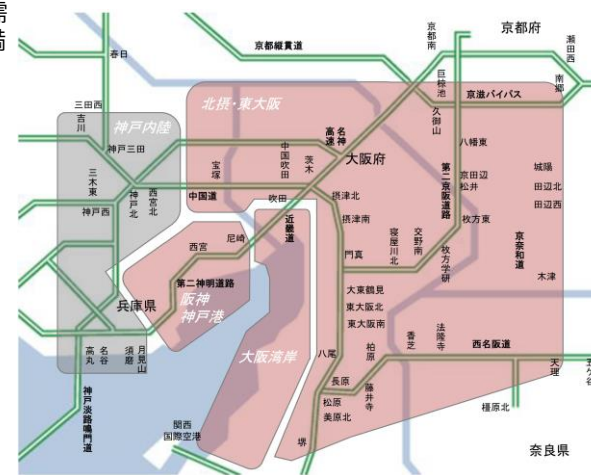 需
満
京都府
京都南
瀬田西
京都縦貫道
春日
巨椋池
南郷
京滋バイパス
三田西
吉川
神戸内陸
北摂・東大阪
久御山
名神
高速
神戸三田
中国吹田
茨木
大阪府
八幡東
宝塚
第二京阪道路
城陽
三木東
神戸北
西宮北
京田辺
松井
田辺北
中国道
吹田
摂津北
田辺西
神戸西
近畿道
摂津南
枚方東
尼崎
西宮
寝屋川北
交野南
京奈和道
門真
枚方学研
第二神明道路
大東鶴見
木津
阪神
神戸港
兵庫県
東大阪北
東大阪南
香芝
法隆寺
大阪湾岸
柏原
西名阪道
八尾
高丸
名谷
須磨
月見山
天理
五ケ谷
長原
藤井寺
松原
美原北
橿原北
神戸淡路鳴門道
関西
国際空港
堺
奈良県